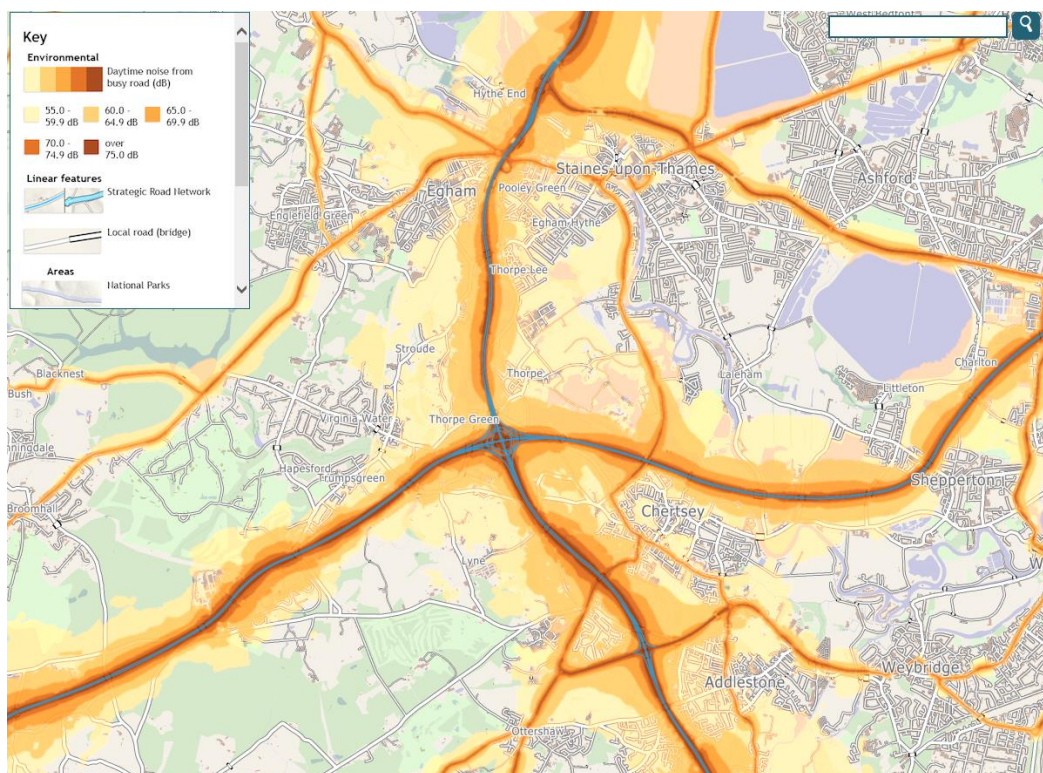 Key
Environmental
Daytime noise from
busy road (dB)
55.0 -
59.9 dB
60.0 -
64.9 dB
65.0 -
69.9 dB
70.0 -
74.9 dB
over
75.0 dB
Linear features
Strategic Road Network
Local road (bridge)
Areas
National Parks
West Bedfont
Hythe End
Staines upon Thames
Ashford
Egham
Pooley Green
Englefield Green
Egham Hythe
Thorpe Lee
Stroude
Thorpe
Laleham
Charlton
Littleton
Blacknest
Bush
Virginia Water
Thorpe Green
nningdale
Hapesford
Trumpsgreen
Shepperton
Broomhall
Chertsey
Lyne
W
Weybridge
Addlestone
Ottershaw